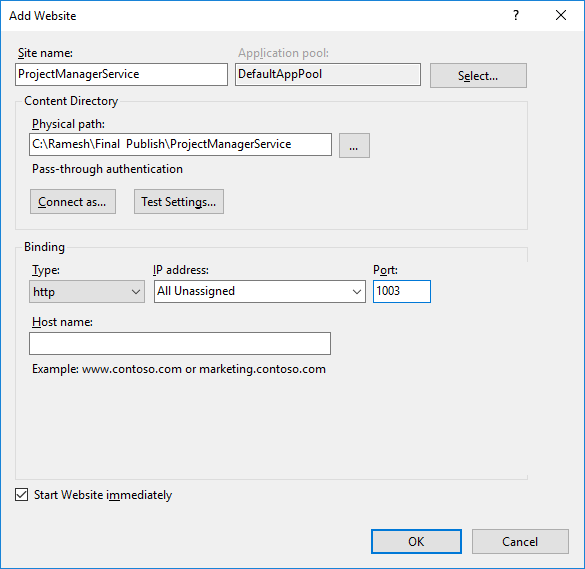 Add Website
?
Site name: Application pool:
ProjectManagerService DefaultAppPool Select...
Content Directory
Physical path:
C:\Ramesh\Final  Publish\ProjectManagerService ...
Pass-through authentication
Connect as... Test Settings...
Binding
Type: IP address: Port:
http All Unassigned 1003
Host name:
Example: www.contoso.com or marketing.contoso.com
Start Website immediately
OK Cancel